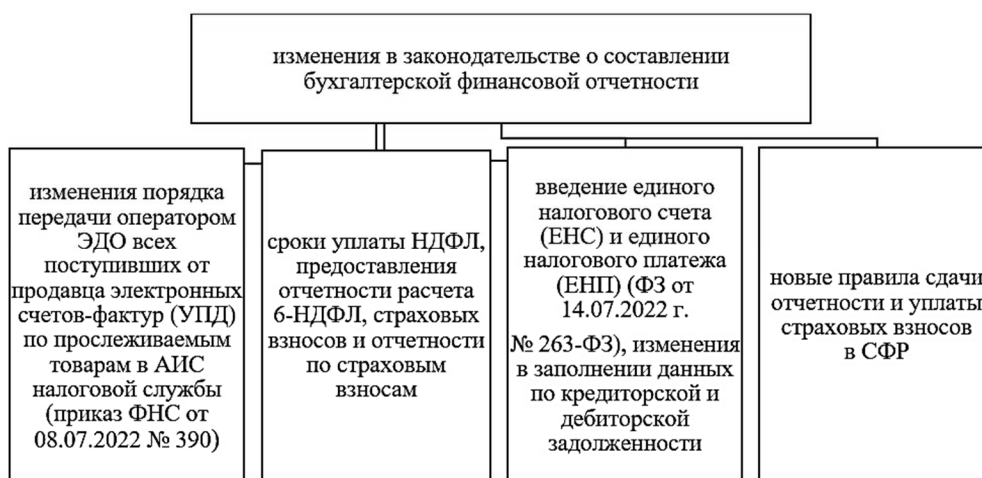 изменения в законодательстве о составлении
бухгалтерской финансовой отчетности
изменения порядка
передачи оператором
ЭДО всех
поступивших от
продавца электронных
счетов-фактур (УПД)
по прослеживаемым
товарам в АИС
налоговой службы
(приказ ФНС от
08.07.2022 № 390)
сроки уплаты НДФЛ,
предоставления
отчетности расчета
6-НДФЛ, страховых
взносов и отчетности
по страховым
взносам
введение единого
налогового счета
(ЕНС) и единого
налогового платежа
(ЕНП) (ФЗ от
14.07.2022 г.
№ 263-ФЗ), изменения
в заполнении данных
по кредиторской и
дебиторской
задолженности
новые правила сдачи
отчетности и уплаты
страховых взносов
в СФР